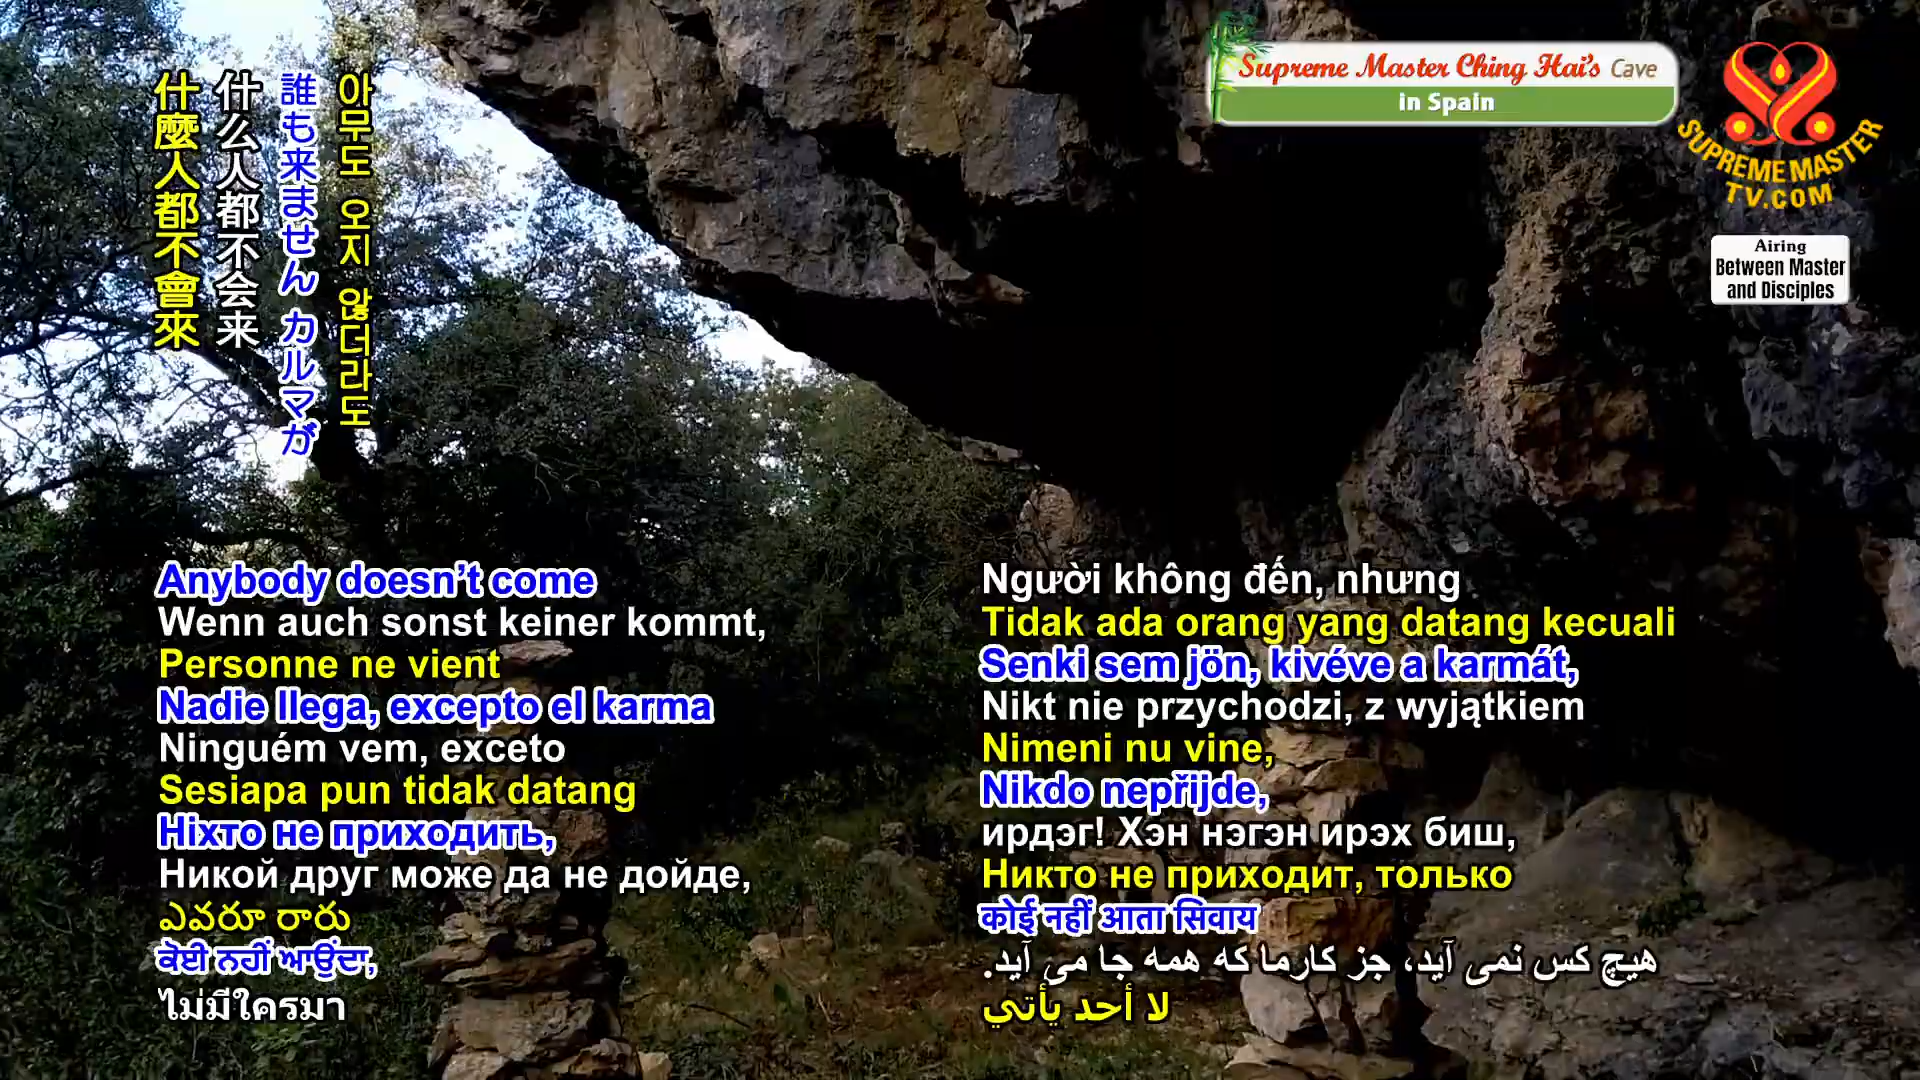 什麼人都不會來
什么人都不会来
誰も来ません カルマが
아무도 오지 않더라도
Supreme Master Ching Hai's Cave
in Spain
SUPREME MASTER
TV.COM
Airing
Between Master
and Disciples
Anybody doesn't come
Wenn auch sonst keiner kommt,
Personne ne vient
Nadie llega, excepto el karma
Ninguém vem, exceto
Sesiapa pun tidak datang
Ніхто не приходить,
Никой друг може да не дойде,
ఎవరూ రారు
ਕੋਈ ਨਹੀਂ ਆਉਂਦਾ,
ไม่มีใครมา
Người không đến, nhưng
Tidak ada orang yang datang kecuali
Senki sem jön, kivéve a karmát,
Nikt nie przychodzi, z wyjątkiem
Nimeni nu vine,
Nikdo nepřijde,
ирдэг! Хэн нэгэн ирэх биш,
Никто не приходит, только
कोई नहीं आता सिवाय
هیچ کس نمی آید، جز کارما که همه جا می آید.
لا أحد يأتي